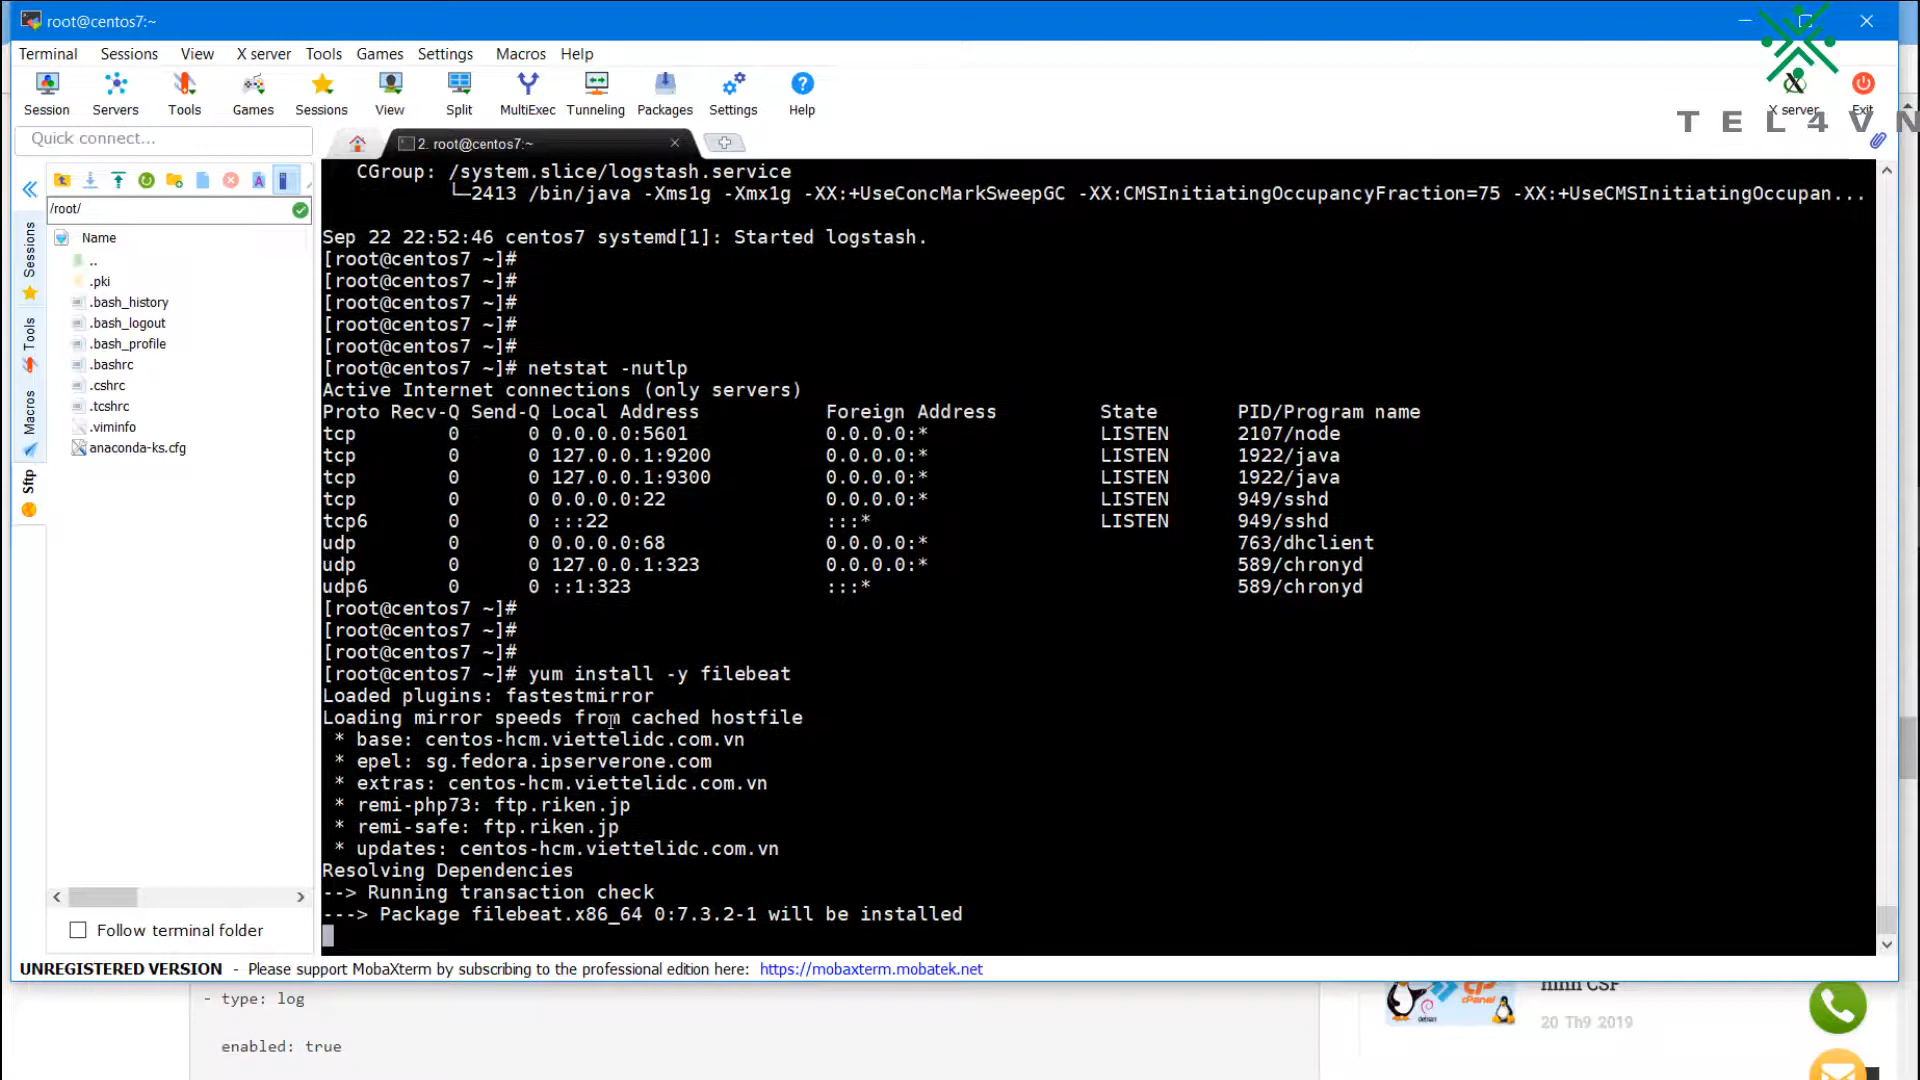 root@centos7:~
Terminal Sessions View X server Tools Games Settings Macros Help
Session Servers Tools Games Sessions View Split MultiExec Tunneling Packages Settings Help X server Exit
TEL4VN
Quick connect...
2. root@centos7:~
/root/
Name
..
.pki
.bash_history
.bash_logout
.bash_profile
.bashrc
.cshrc
.tcshrc
.viminfo
anaconda-ks.cfg
Sessions
Tools
Macros
Sftp
Follow terminal folder
CGroup: /system.slice/logstash.service
└─2413 /bin/java -Xms1g -Xmx1g -XX:+UseConcMarkSweepGC -XX:CMSInitiatingOccupancyFraction=75 -XX:+UseCMSInitiatingOccupan...
Sep 22 22:52:46 centos7 systemd[1]: Started logstash.
[root@centos7 ~]#
[root@centos7 ~]#
[root@centos7 ~]#
[root@centos7 ~]#
[root@centos7 ~]#
[root@centos7 ~]# netstat -nutlp
Active Internet connections (only servers)
Proto Recv-Q Send-Q Local Address Foreign Address State PID/Program name
tcp 0 0 0.0.0.0:5601 0.0.0.0:* LISTEN 2107/node
tcp 0 0 127.0.0.1:9200 0.0.0.0:* LISTEN 1922/java
tcp 0 0 127.0.0.1:9300 0.0.0.0:* LISTEN 1922/java
tcp 0 0 0.0.0.0:22 0.0.0.0:* LISTEN 949/sshd
tcp6 0 0 :::22 :::* LISTEN 949/sshd
udp 0 0 0.0.0.0:68 0.0.0.0:* 763/dhclient
udp 0 0 127.0.0.1:323 0.0.0.0:* 589/chronyd
udp6 0 0 ::1:323 :::* 589/chronyd
[root@centos7 ~]#
[root@centos7 ~]#
[root@centos7 ~]#
[root@centos7 ~]# yum install -y filebeat
Loaded plugins: fastestmirror
Loading mirror speeds from cached hostfile
* base: centos-hcm.viettelidc.com.vn
* epel: sg.fedora.ipserverone.com
* extras: centos-hcm.viettelidc.com.vn
* remi-php73: ftp.riken.jp
* remi-safe: ftp.riken.jp
* updates: centos-hcm.viettelidc.com.vn
Resolving Dependencies
--> Running transaction check
---> Package filebeat.x86_64 0:7.3.2-1 will be installed
UNREGISTERED VERSION - Please support MobaXterm by subscribing to the professional edition here: https://mobaxterm.mobatek.net
- type: log
enabled: true
debian
cPanel
hình CSF
20 Th9 2019